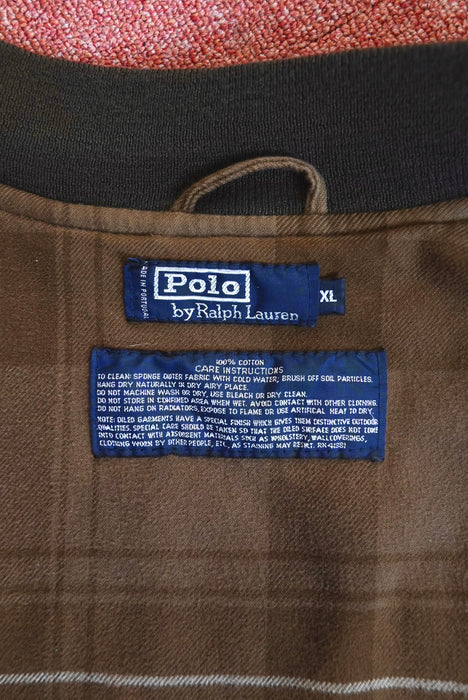 MADE IN PORTUGAL
Polo
by Ralph Lauren
XL
100% COTTON
CARE INSTRUCTIONS
TO CLEAN: SPONGE OUTER FABRIC WITH COLD WATER, BRUSH OFF SOIL PARTICLES.
HANG DRY NATURALLY IN DRY AIRY PLACE.
DO NOT MACHINE WASH OR DRY, USE BLEACH OR DRY CLEAN.
DO NOT STORE IN CONFINED AREA WHEN WET. AVOID CONTACT WITH OTHER CLOTHING.
DO NOT HANG ON RADIATORS, EXPOSE TO FLAME OR USE ARTIFICAL HEAT TO DRY.
NOTE: OILED GARMENTS HAVE A SPECIAL FINISH WHICH GIVES THEM DISTINCTIVE OUTDOOR
QUALITIES. SPECIAL CARE SHOULD BE TAKEN SO THAT THE OILED SURFACE DOES NOT COME
INTO CONTACT WITH ABSORBENT MATERIALS SUCH AS UPHOLSTERY, WALLCOVERINGS,
CLOTHING WORN BY OTHER PEOPLE, ETC., AS STAINING MAY RESULT. RN 41381